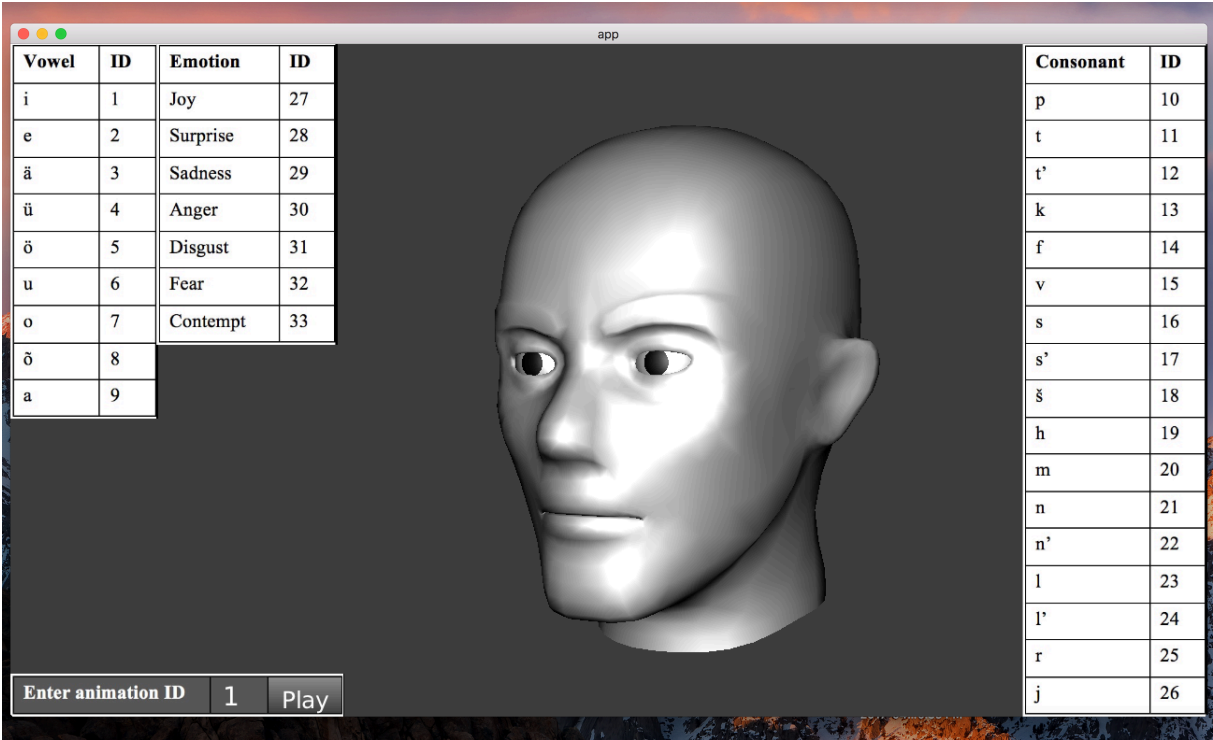 app
Vowel ID
i 1
e 2
ä 3
ü 4
ö 5
u 6
o 7
õ 8
a 9
Emotion ID
Joy 27
Surprise 28
Sadness 29
Anger 30
Disgust 31
Fear 32
Contempt 33
Consonant ID
p 10
t 11
t’ 12
k 13
f 14
v 15
s 16
s’ 17
š 18
h 19
m 20
n 21
n’ 22
l 23
l’ 24
r 25
j 26
Enter animation ID 1 Play